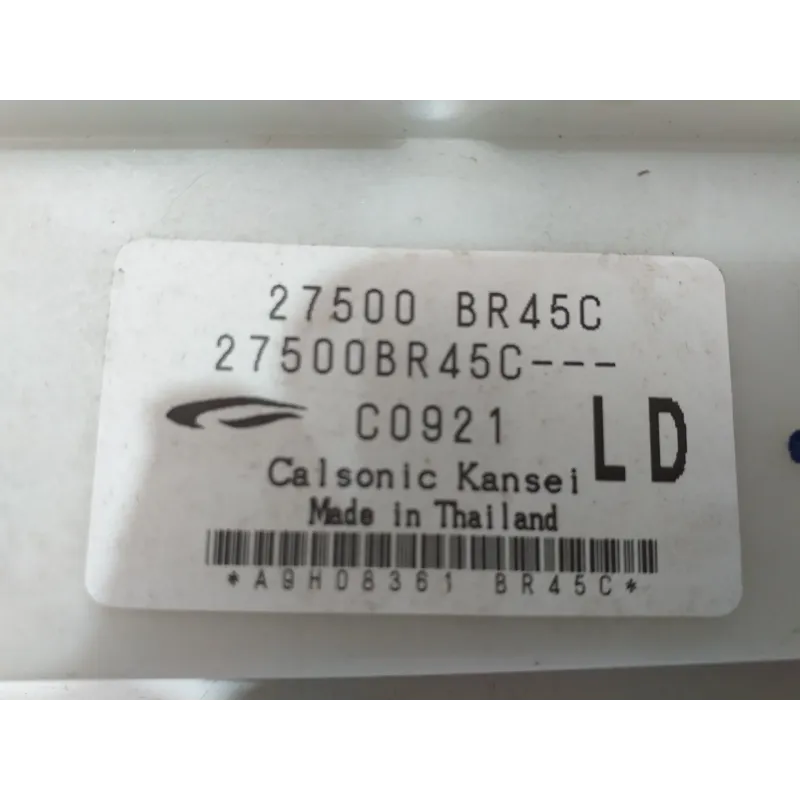 27500 BR45C
27500BR45C---
C0921
LD
Calsonic Kansei
Made in Thailand
*A9H08361 BR45C*